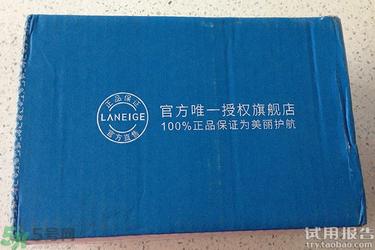 正品保证
LANEIGE
官方直售
官方唯一授权旗舰店
100%正品保证为美丽护航
5号网
试用报告
try.taobao.com